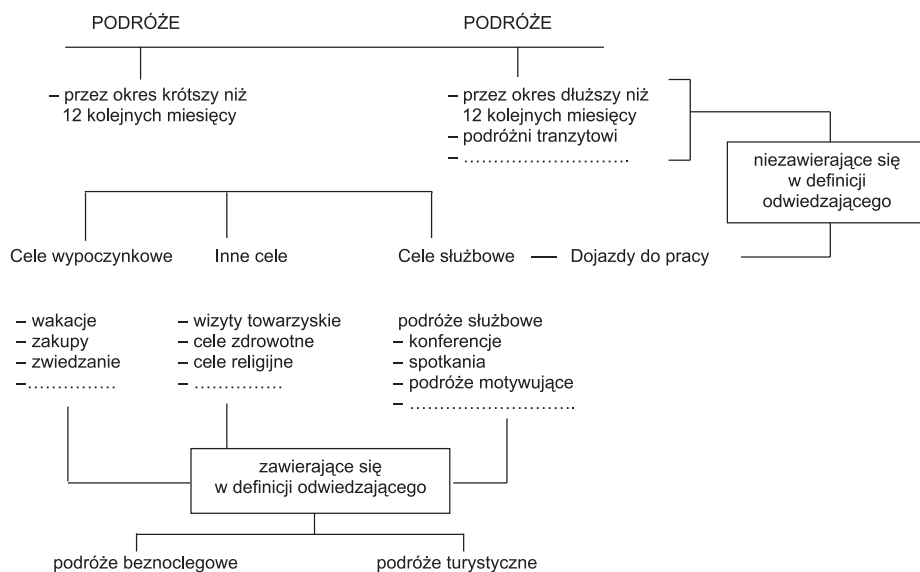 PODRÓŻE
PODRÓŻE
– przez okres krótszy niż
12 kolejnych miesięcy
– przez okres dłuższy niż
12 kolejnych miesięcy
– podróżni tranzytowi
– ………………………….
niezawierające się
w definicji
odwiedzającego
Cele wypoczynkowe
Inne cele
Cele służbowe — Dojazdy do pracy
– wakacje
– zakupy
– zwiedzanie
– ……………
– wizyty towarzyskie
– cele zdrowotne
– cele religijne
– ……………
podróże służbowe
– konferencje
– spotkania
– podróże motywujące
– ………………………….
zawierające się
w definicji odwiedzającego
podróże beznoclegowe
podróże turystyczne